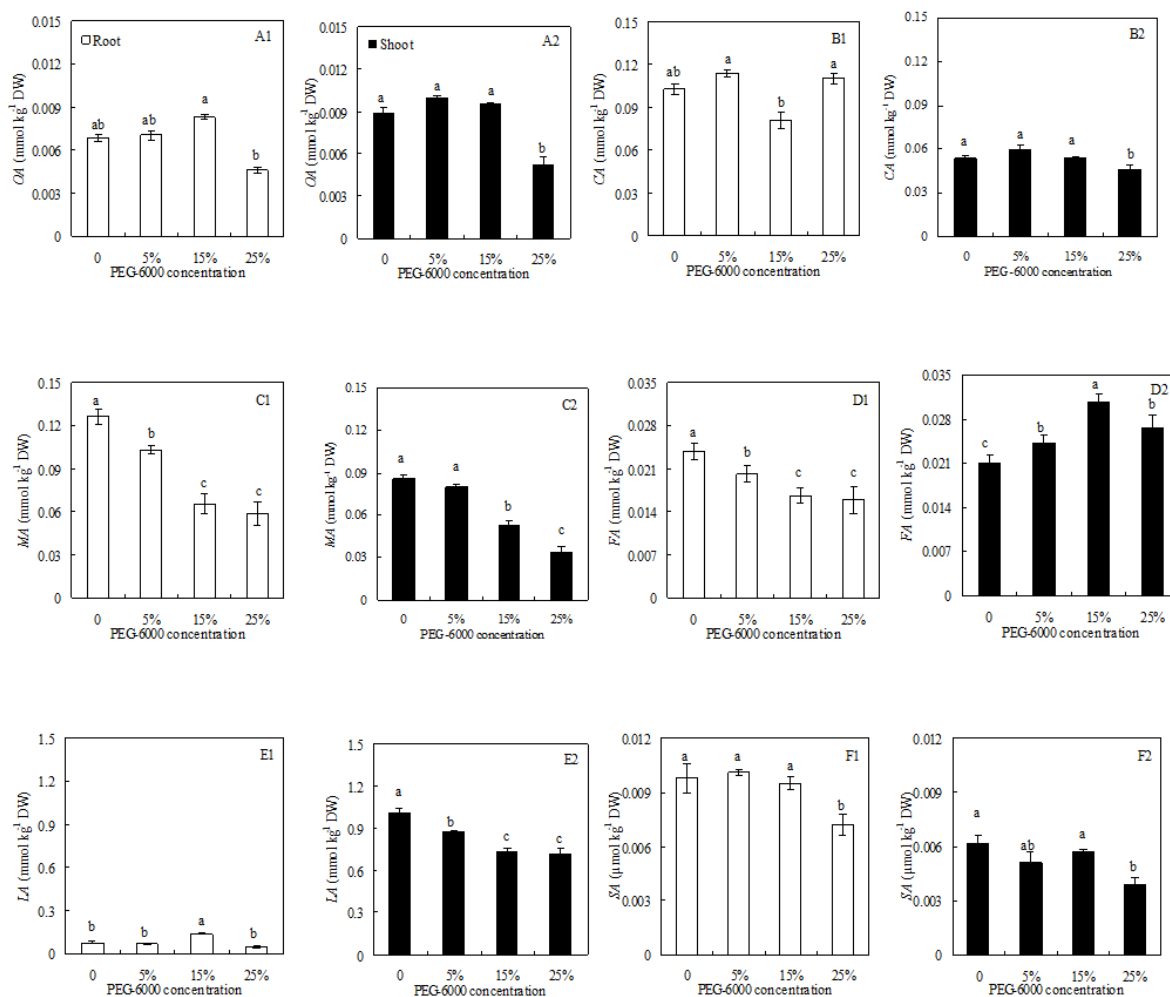 0.015
0.012
0.009
0.006
0.003
0
OA (mmol kg-1 DW)
Root
A1
ab
ab
a
b
0 5% 15% 25%
PEG-6000 concentration
0.015
0.012
0.009
0.006
0.003
0
OA (mmol kg-1 DW)
Shoot
A2
a
a
a
b
0 5% 15% 25%
PEG-6000 concentration
0.15
0.12
0.09
0.06
0.03
0
CA (mmol kg-1 DW)
B1
ab
a
b
a
0 5% 15% 25%
PEG-6000 concentration
0.15
0.12
0.09
0.06
0.03
0
CA (mmol kg-1 DW)
B2
a
a
a
b
0 5% 15% 25%
PEG-6000 concentration
0.15
0.12
0.09
0.06
0.03
0
MA (mmol kg-1 DW)
C1
a
b
c
c
0 5% 15% 25%
PEG-6000 concentration
0.15
0.12
0.09
0.06
0.03
0
MA (mmol kg-1 DW)
C2
a
a
b
c
0 5% 15% 25%
PEG-6000 concentration
0.035
0.028
0.021
0.014
0.007
0
FA (mmol kg-1 DW)
D1
a
b
c
c
0 5% 15% 25%
PEG-6000 concentration
0.035
0.028
0.021
0.014
0.007
0
FA (mmol kg-1 DW)
D2
c
b
a
b
0 5% 15% 25%
PEG-6000 concentration
1.5
1.2
0.9
0.6
0.3
0
LA (mmol kg-1 DW)
E1
b
b
a
b
0 5% 15% 25%
PEG-6000 concentration
1.5
1.2
0.9
0.6
0.3
0
LA (mmol kg-1 DW)
E2
a
b
c
c
0 5% 15% 25%
PEG-6000 concentration
0.012
0.009
0.006
0.003
0
SA (μmol kg-1 DW)
F1
a
a
a
b
0 5% 15% 25%
PEG-6000 concentration
0.012
0.009
0.006
0.003
0
SA (μmol kg-1 DW)
F2
a
ab
a
b
0 5% 15% 25%
PEG-6000 concentration